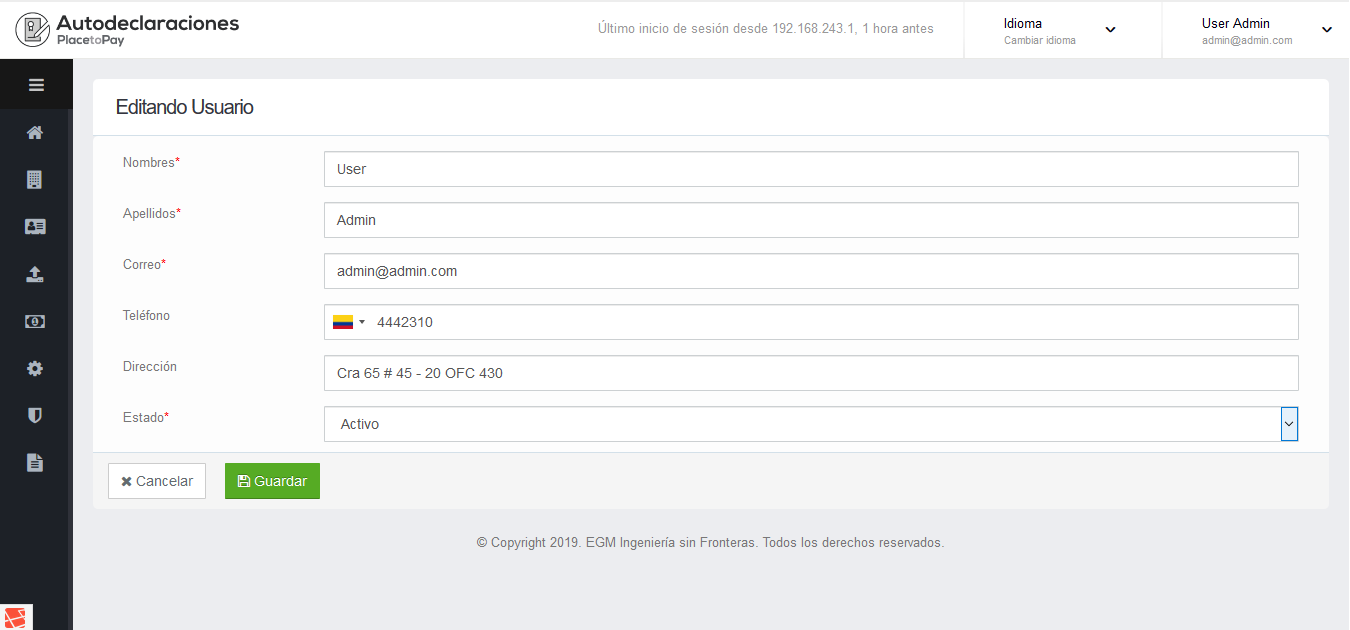 Autodeclaraciones
PlacetoPay
Último inicio de sesión desde 192.168.243.1, 1 hora antes
Idioma
Cambiar idioma
User Admin
admin@admin.com
Editando Usuario
Nombres*
User
Apellidos*
Admin
Correo*
admin@admin.com
Teléfono
4442310
Dirección
Cra 65 # 45 - 20 OFC 430
Estado*
Activo
Cancelar
Guardar
© Copyright 2019. EGM Ingeniería sin Fronteras. Todos los derechos reservados.